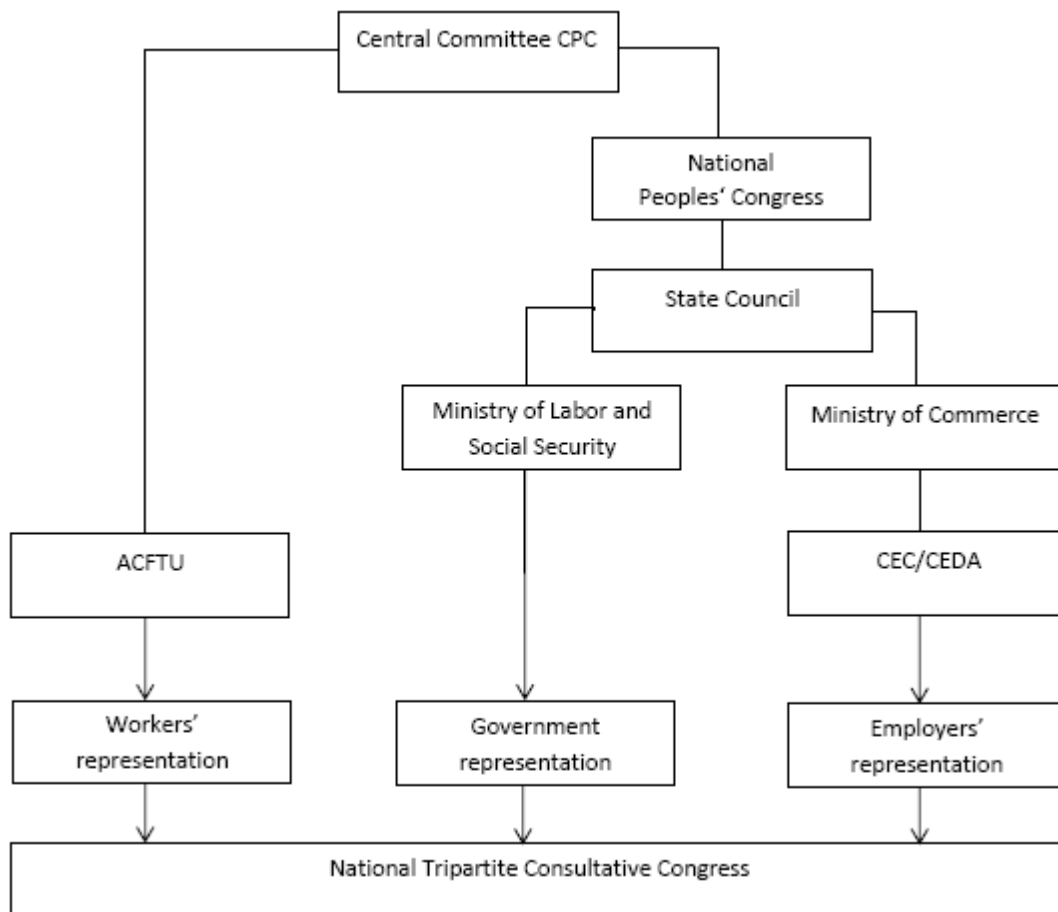 Central Committee CPC
National
Peoples‘ Congress
State Council
Ministry of Labor and
Social Security
Ministry of Commerce
ACFTU
CEC/CEDA
Workers’
representation
Government
representation
Employers’
representation
National Tripartite Consultative Congress